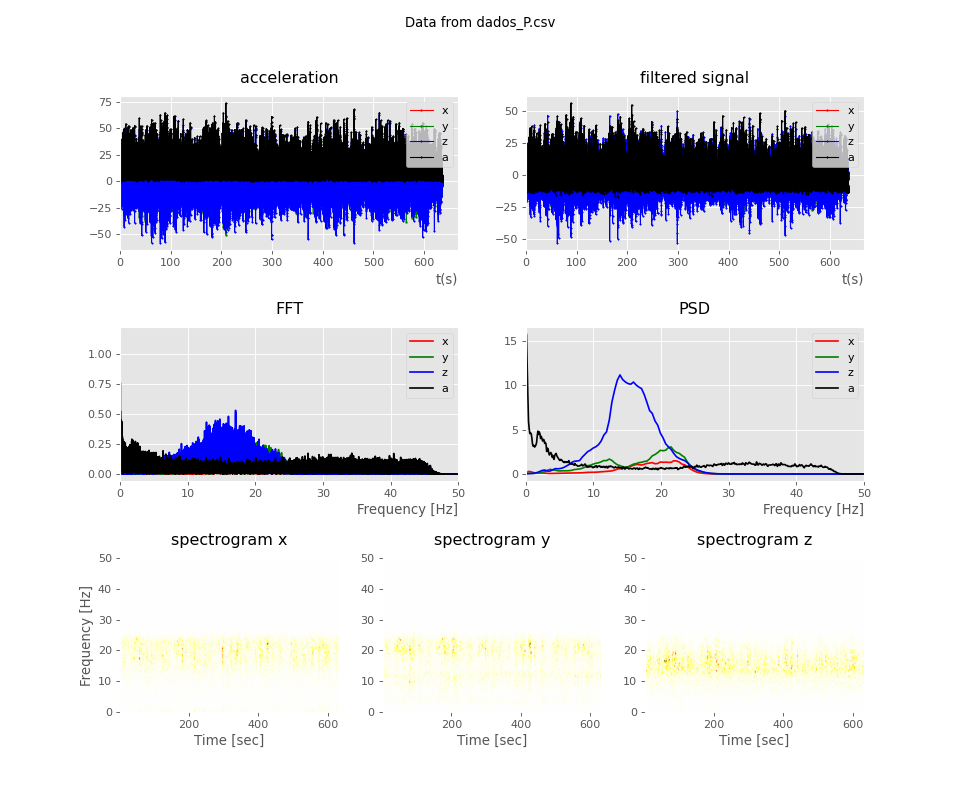 Data from dados_P.csv
acceleration
75
50
25
0
−25
−50
0 100 200 300 400 500 600
t(s)
x
y
z
a
filtered signal
50
25
0
−25
−50
0 100 200 300 400 500 600
t(s)
x
y
z
a
FFT
1.00
0.75
0.50
0.25
0.00
0 10 20 30 40 50
Frequency [Hz]
x
y
z
a
PSD
15
10
5
0
0 10 20 30 40 50
Frequency [Hz]
x
y
z
a
spectrogram x
50
40
30
20
10
0
Frequency [Hz]
200 400 600
Time [sec]
spectrogram y
50
40
30
20
10
0
200 400 600
Time [sec]
spectrogram z
50
40
30
20
10
0
200 400 600
Time [sec]